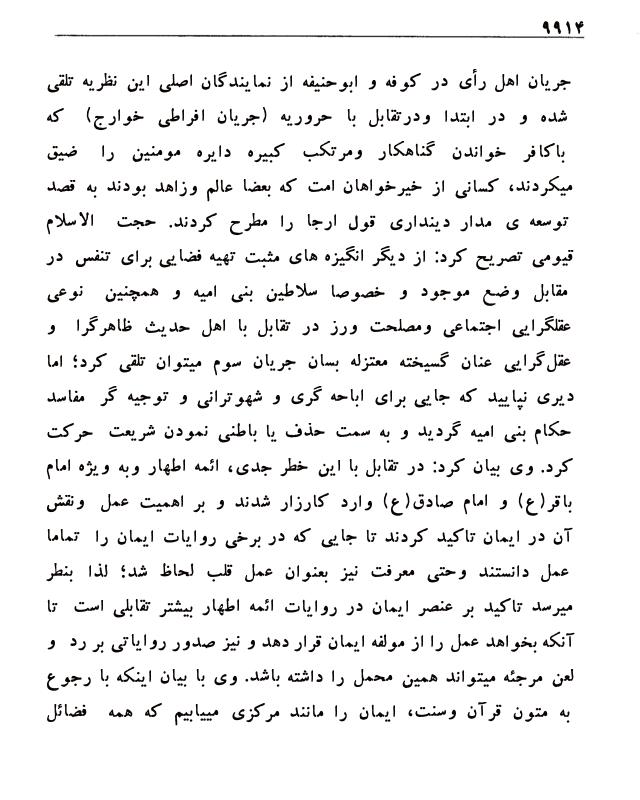 ۹۹۱۴
جریان اهل رأی در کوفه و ابوحنیفه از نمایندگان اصلی این نظریه تلقی
شده و در ابتدا ودرتقابل با حروریه (جریان افراطی خوارج) که
باکافر خواندن گناهکار ومرتکب کبیره دایره مومنین را ضیق
میکردند، کسانی از خیرخواهان امت که بعضا عالم وزاهد بودند به قصد
توسعه ی مدار دینداری قول ارجا را مطرح کردند. حجت الاسلام
قیومی تصریح کرد: از دیگر انگیزه های مثبت تهیه فضایی برای تنفس در
مقابل وضع موجود و خصوصا سلاطین بنی امیه و همچنین نوعی
عقلگرایی اجتماعی ومصلحت ورز در تقابل با اهل حدیث ظاهرگرا و
عقل‌گرایی عنان گسیخته معتزله بسان جریان سوم میتوان تلقی کرد؛ اما
دیری نپایید که جایی برای اباحه گری و شهوترانی و توجیه گر مفاسد
حکام بنی امیه گردید و به سمت حذف یا باطنی نمودن شریعت حرکت
کرد. وی بیان کرد: در تقابل با این خطر جدی، ائمه اطهار وبه ویژه امام
باقر(ع) و امام صادق(ع) وارد کارزار شدند و بر اهمیت عمل ونقش
آن در ایمان تاکید کردند تا جایی که در برخی روایات ایمان را تماما
عمل دانستند وحتی معرفت نیز بعنوان عمل قلب لحاظ شد؛ لذا بنطر
میرسد تاکید بر عنصر ایمان در روایات ائمه اطهار بیشتر تقابلی است تا
آنکه بخواهد عمل را از مولفه ایمان قرار دهد و نیز صدور روایاتی بر رد و
لعن مرجئه میتواند همین محمل را داشته باشد. وی با بیان اینکه با رجوع
به متون قرآن وسنت، ایمان را مانند مرکزی مییابیم که همه فضائل